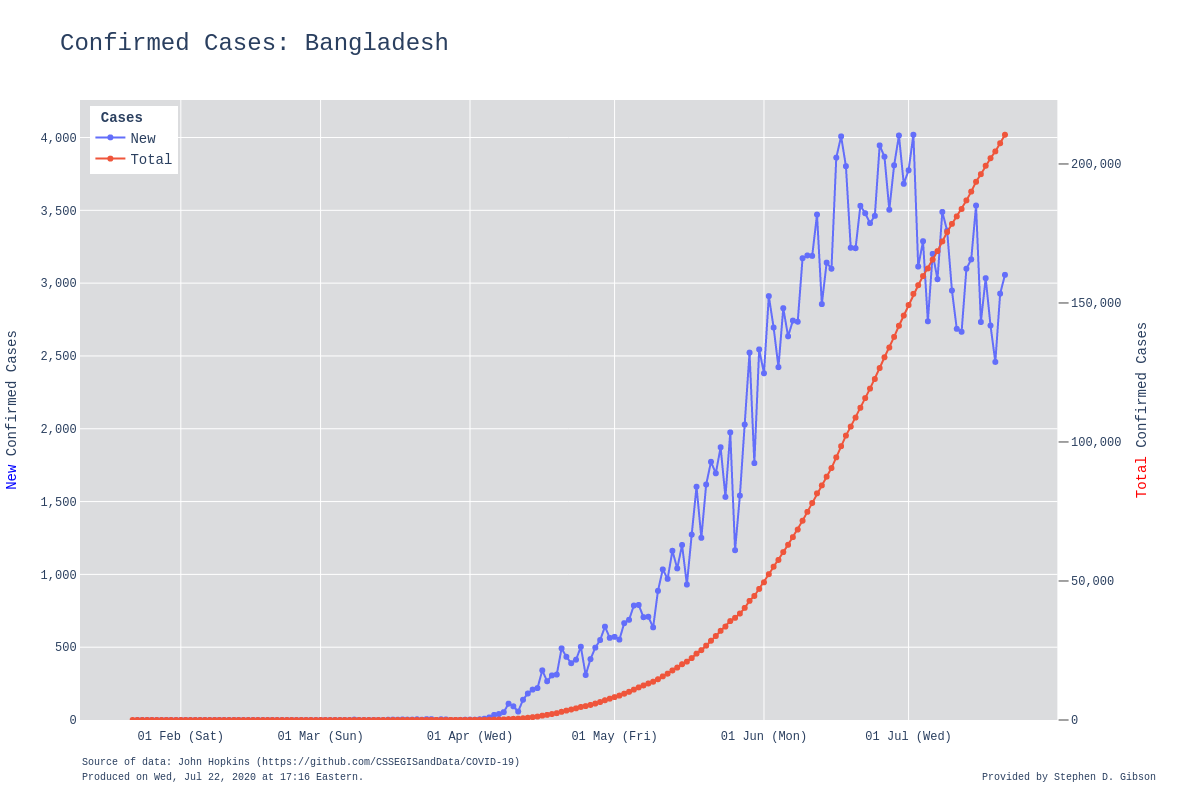 Confirmed Cases: Bangladesh
Cases
New
Total
4,000
3,500
3,000
2,500
2,000
1,500
1,000
500
0
200,000
150,000
100,000
50,000
0
New Confirmed Cases
Total Confirmed Cases
01 Feb (Sat) 01 Mar (Sun) 01 Apr (Wed) 01 May (Fri) 01 Jun (Mon) 01 Jul (Wed)
Source of data: John Hopkins (https://github.com/CSSEGISandData/COVID-19)
Produced on Wed, Jul 22, 2020 at 17:16 Eastern.
Provided by Stephen D. Gibson